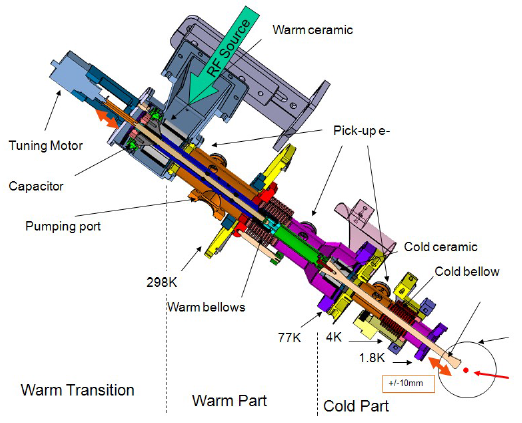 Warm ceramic
RF Source
Tuning Motor
Pick-up e-
Capacitor
Pumping port
Cold ceramic
Cold bellow
298K
Warm bellows
77K
4K
1.8K
+/-10mm
Warm Transition
Warm Part
Cold Part